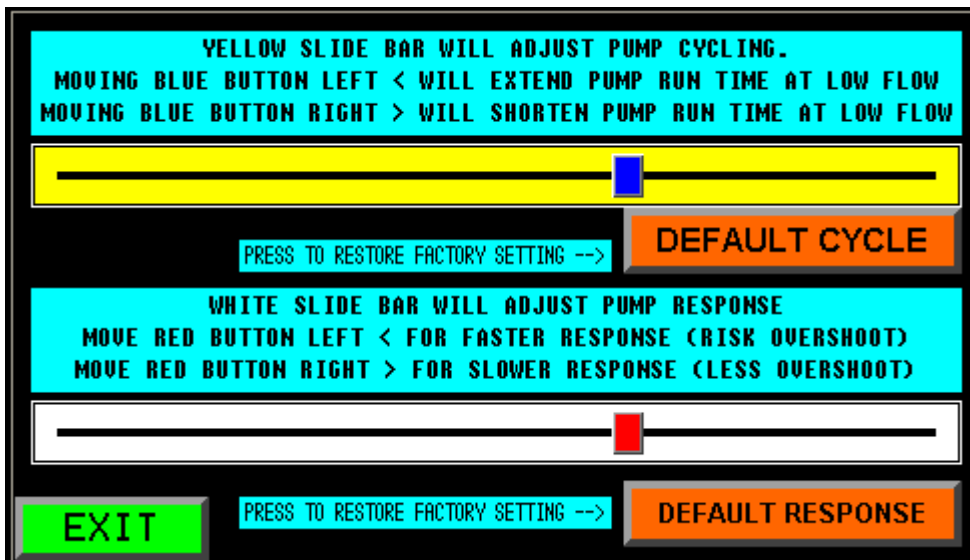 YELLOW SLIDE BAR WILL ADJUST PUMP CYCLING.
MOVING BLUE BUTTON LEFT < WILL EXTEND PUMP RUN TIME AT LOW FLOW
MOVING BLUE BUTTON RIGHT > WILL SHORTEN PUMP RUN TIME AT LOW FLOW
PRESS TO RESTORE FACTORY SETTING -->
DEFAULT CYCLE
WHITE SLIDE BAR WILL ADJUST PUMP RESPONSE
MOVE RED BUTTON LEFT < FOR FASTER RESPONSE (RISK OVERSHOOT)
MOVE RED BUTTON RIGHT > FOR SLOWER RESPONSE (LESS OVERSHOOT)
EXIT
PRESS TO RESTORE FACTORY SETTING -->
DEFAULT RESPONSE